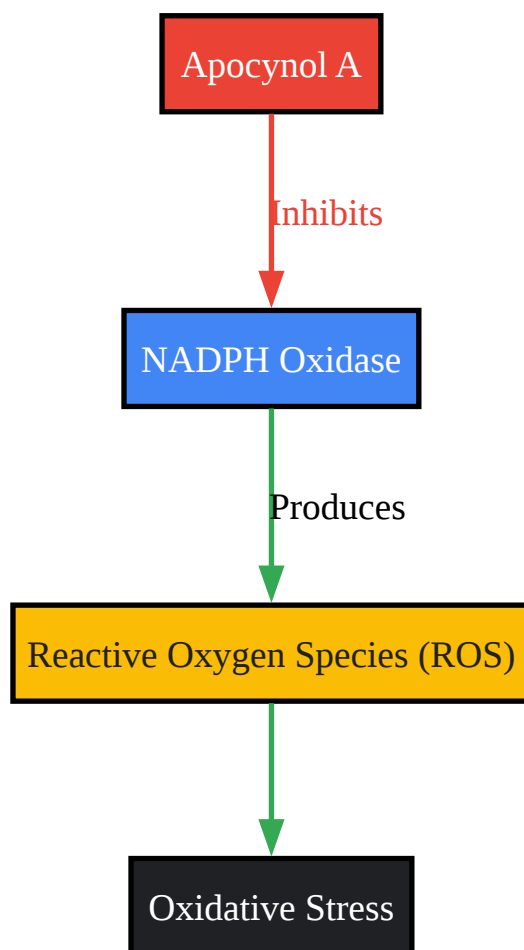 Apocynol A
Inhibits
NADPH Oxidase
Produces
Reactive Oxygen Species (ROS)
Oxidative Stress